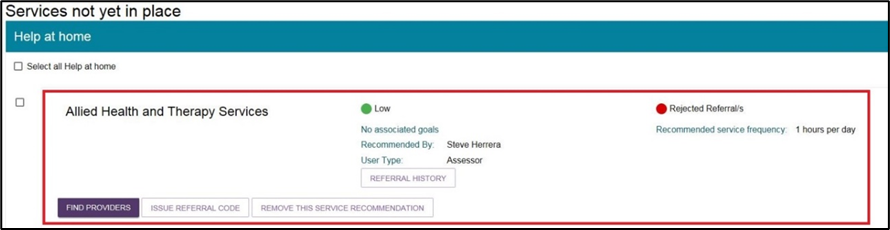 Services not yet in place
Help at home
Select all Help at home
Allied Health and Therapy Services
Low
Rejected Referral/s
No associated goals
Recommended service frequency: 1 hours per day
Recommended By: Steve Herrera
User Type: Assessor
REFERRAL HISTORY
FIND PROVIDERS
ISSUE REFERRAL CODE
REMOVE THIS SERVICE RECOMMENDATION